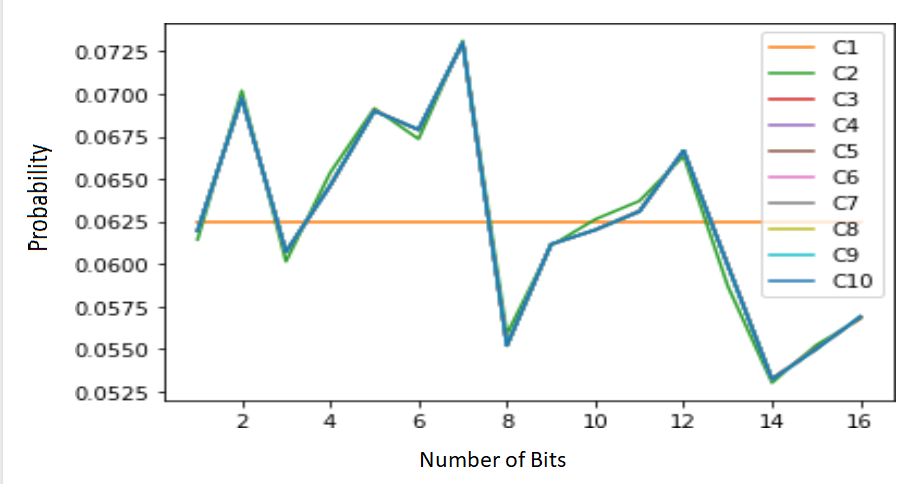 0.0725
0.0700
0.0675
0.0650
0.0625
0.0600
0.0575
0.0550
0.0525
Probability
2 4 6 8 10 12 14 16
Number of Bits
C1
C2
C3
C4
C5
C6
C7
C8
C9
C10